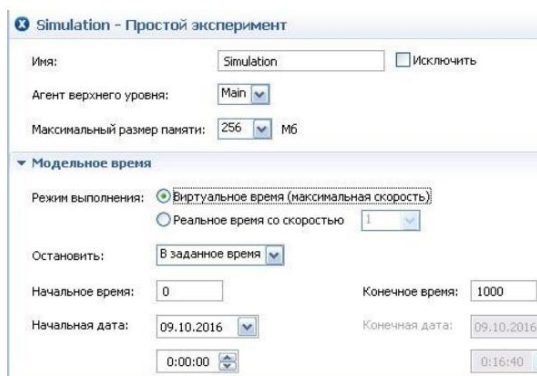 Simulation - Простой эксперимент
Имя: Simulation Исключить
Агент верхнего уровня: Main
Максимальный размер памяти: 256 Мб
Модельное время
Режим выполнения: Виртуальное время (максимальная скорость)
Реальное время со скоростью 1
Остановить: В заданное время
Начальное время: 0 Конечное время: 1000
Начальная дата: 09.10.2016 Конечная дата: 09.10.2016
0:00:00 0:16:40